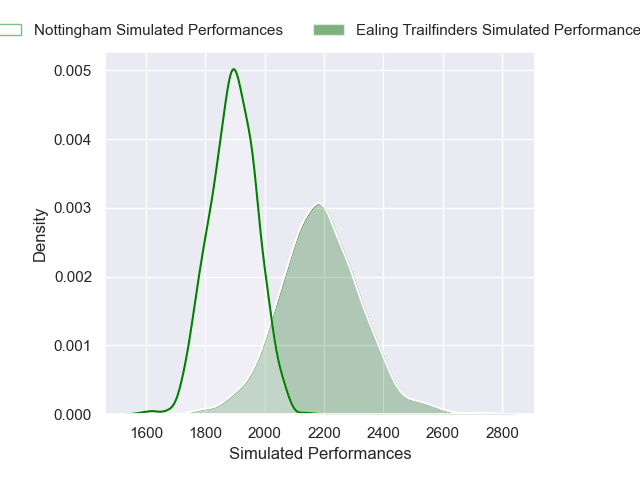 Nottingham Simulated Performances
Ealing Trailfinders Simulated Performance
0.005
0.004
0.003
0.002
0.001
0.000
Density
1600 1800 2000 2200 2400 2600 2800
Simulated Performances